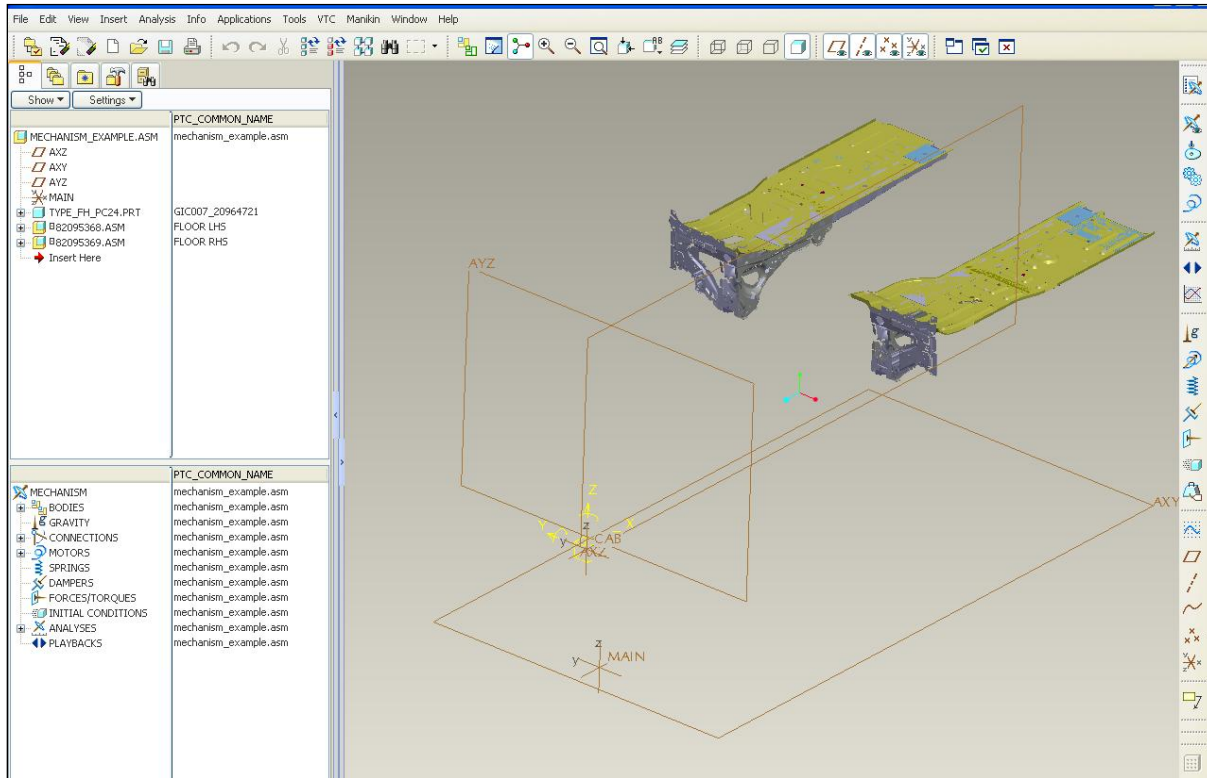 File Edit View Insert Analysis Info Applications Tools VTC Manikin Window Help
Show Settings
PTC_COMMON_NAME
MECHANISM_EXAMPLE.ASM mechanism_example.asm
AXZ
AXY
AYZ
MAIN
TYPE_FH_PC24.PRT GIC007_20964721
82095368.ASM FLOOR LHS
82095369.ASM FLOOR RHS
Insert Here
PTC_COMMON_NAME
MECHANISM mechanism_example.asm
BODIES mechanism_example.asm
GRAVITY mechanism_example.asm
CONNECTIONS mechanism_example.asm
MOTORS mechanism_example.asm
SPRINGS mechanism_example.asm
DAMPERS mechanism_example.asm
FORCES/TORQUES mechanism_example.asm
INITIAL CONDITIONS mechanism_example.asm
ANALYSES mechanism_example.asm
PLAYBACKS mechanism_example.asm
AYZ
AXY
Z
Y z X
y CAB
AXZ
z
y MAIN